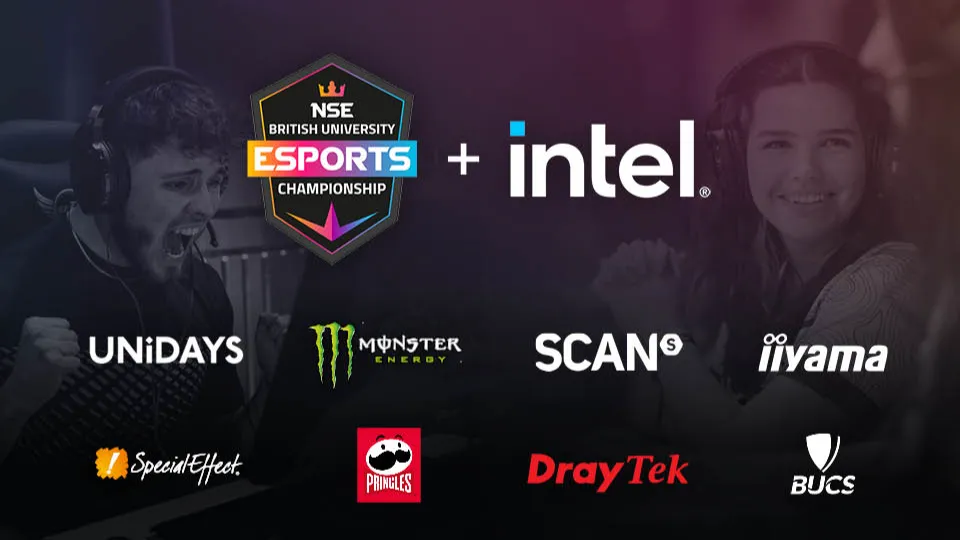 NSE
BRITISH UNIVERSITY
ESPORTS
CHAMPIONSHIP
+ intel®
UNiDAYS
MONSTER
ENERGY
SCAN S
iiyama
! SpecialEffect
PRINGLES
DrayTek
BUCS